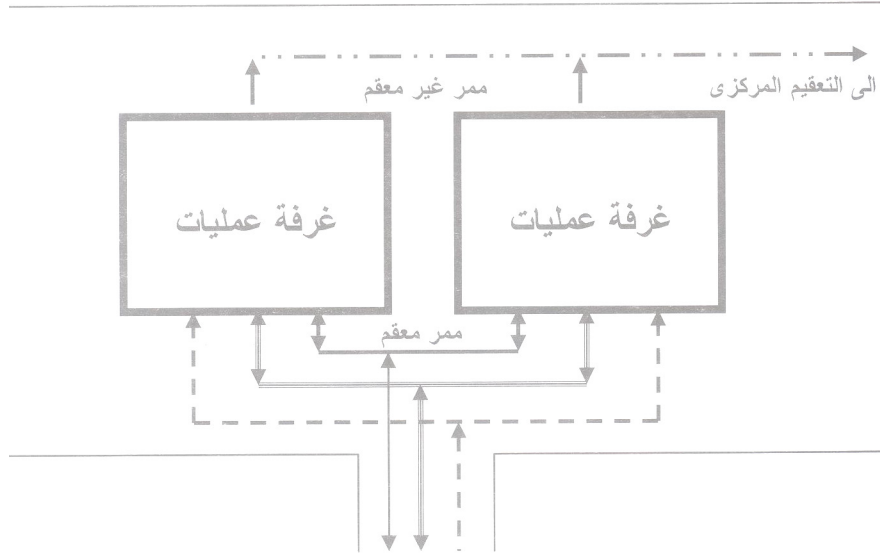 ممر غير معقم
الى التعقيم المركزى
غرفة عمليات
غرفة عمليات
ممر معقم